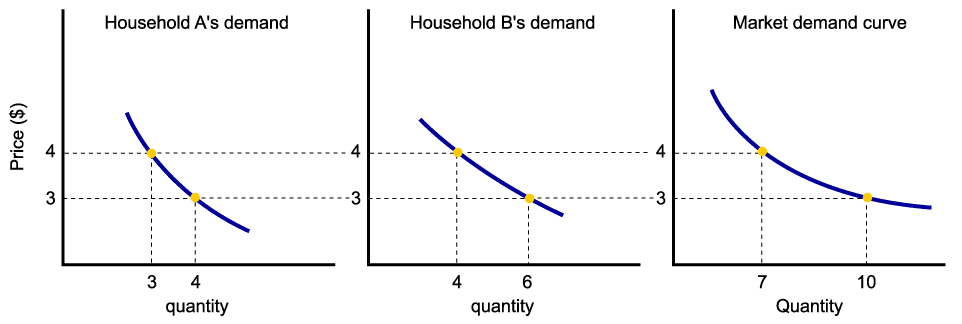 Household A's demand
Household B's demand
Market demand curve
Price ($)
4
4
4
3
3
3
3 4
4 6
7 10
quantity
quantity
Quantity